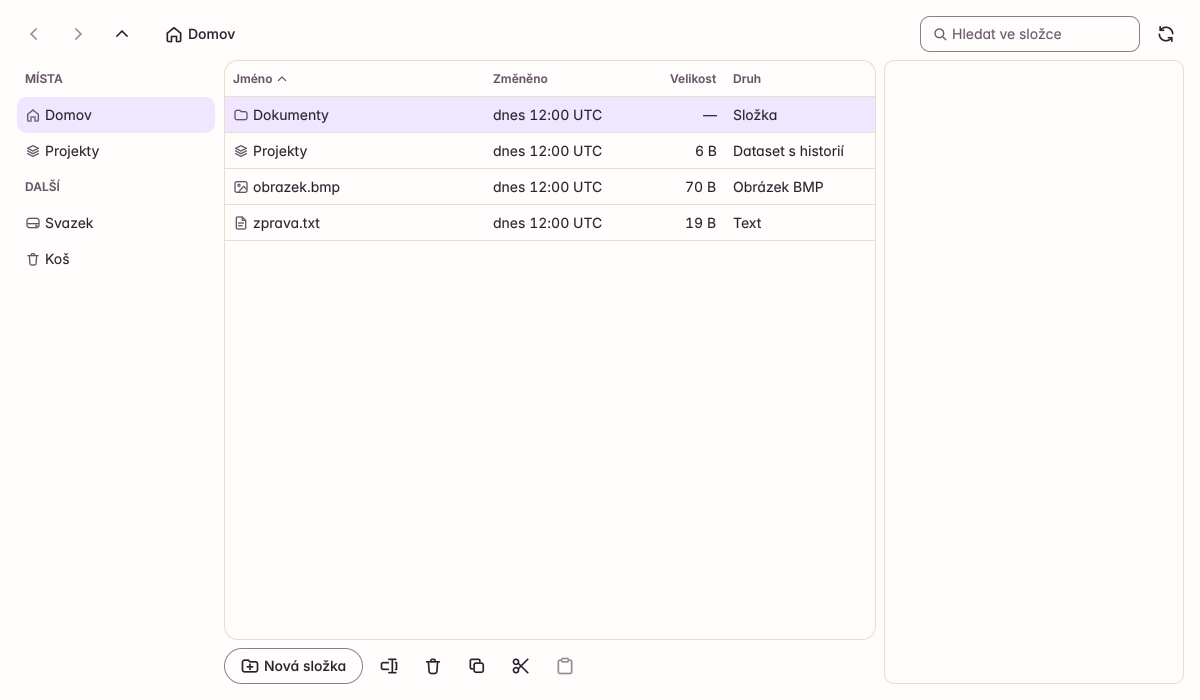 Domov
Hledat ve složce
MÍSTA
Domov
Projekty
DALŠÍ
Svazek
Koš
Jméno Změněno Velikost Druh
Dokumenty dnes 12:00 UTC — Složka
Projekty dnes 12:00 UTC 6 B Dataset s historií
obrazek.bmp dnes 12:00 UTC 70 B Obrázek BMP
zprava.txt dnes 12:00 UTC 19 B Text
Nová složka